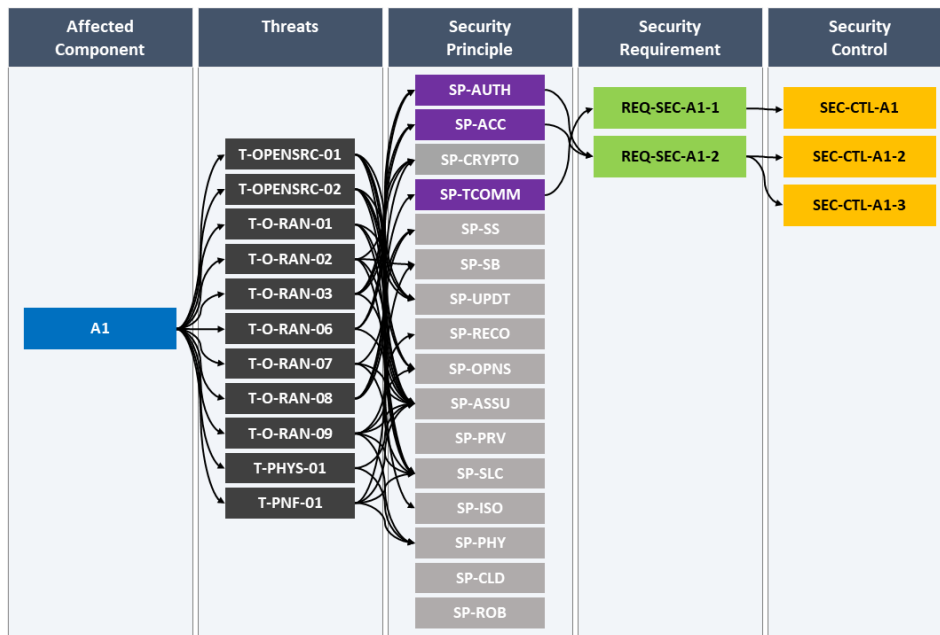 Affected
Component
Threats
Security
Principle
Security
Requirement
Security
Control
A1
T-OPENSRC-01
T-OPENSRC-02
T-O-RAN-01
T-O-RAN-02
T-O-RAN-03
T-O-RAN-06
T-O-RAN-07
T-O-RAN-08
T-O-RAN-09
T-PHYS-01
T-PNF-01
SP-AUTH
SP-ACC
SP-CRYPTO
SP-TCOMM
SP-SS
SP-SB
SP-UPDT
SP-RECO
SP-OPNS
SP-ASSU
SP-PRV
SP-SLC
SP-ISO
SP-PHY
SP-CLD
SP-ROB
REQ-SEC-A1-1
REQ-SEC-A1-2
SEC-CTL-A1
SEC-CTL-A1-2
SEC-CTL-A1-3